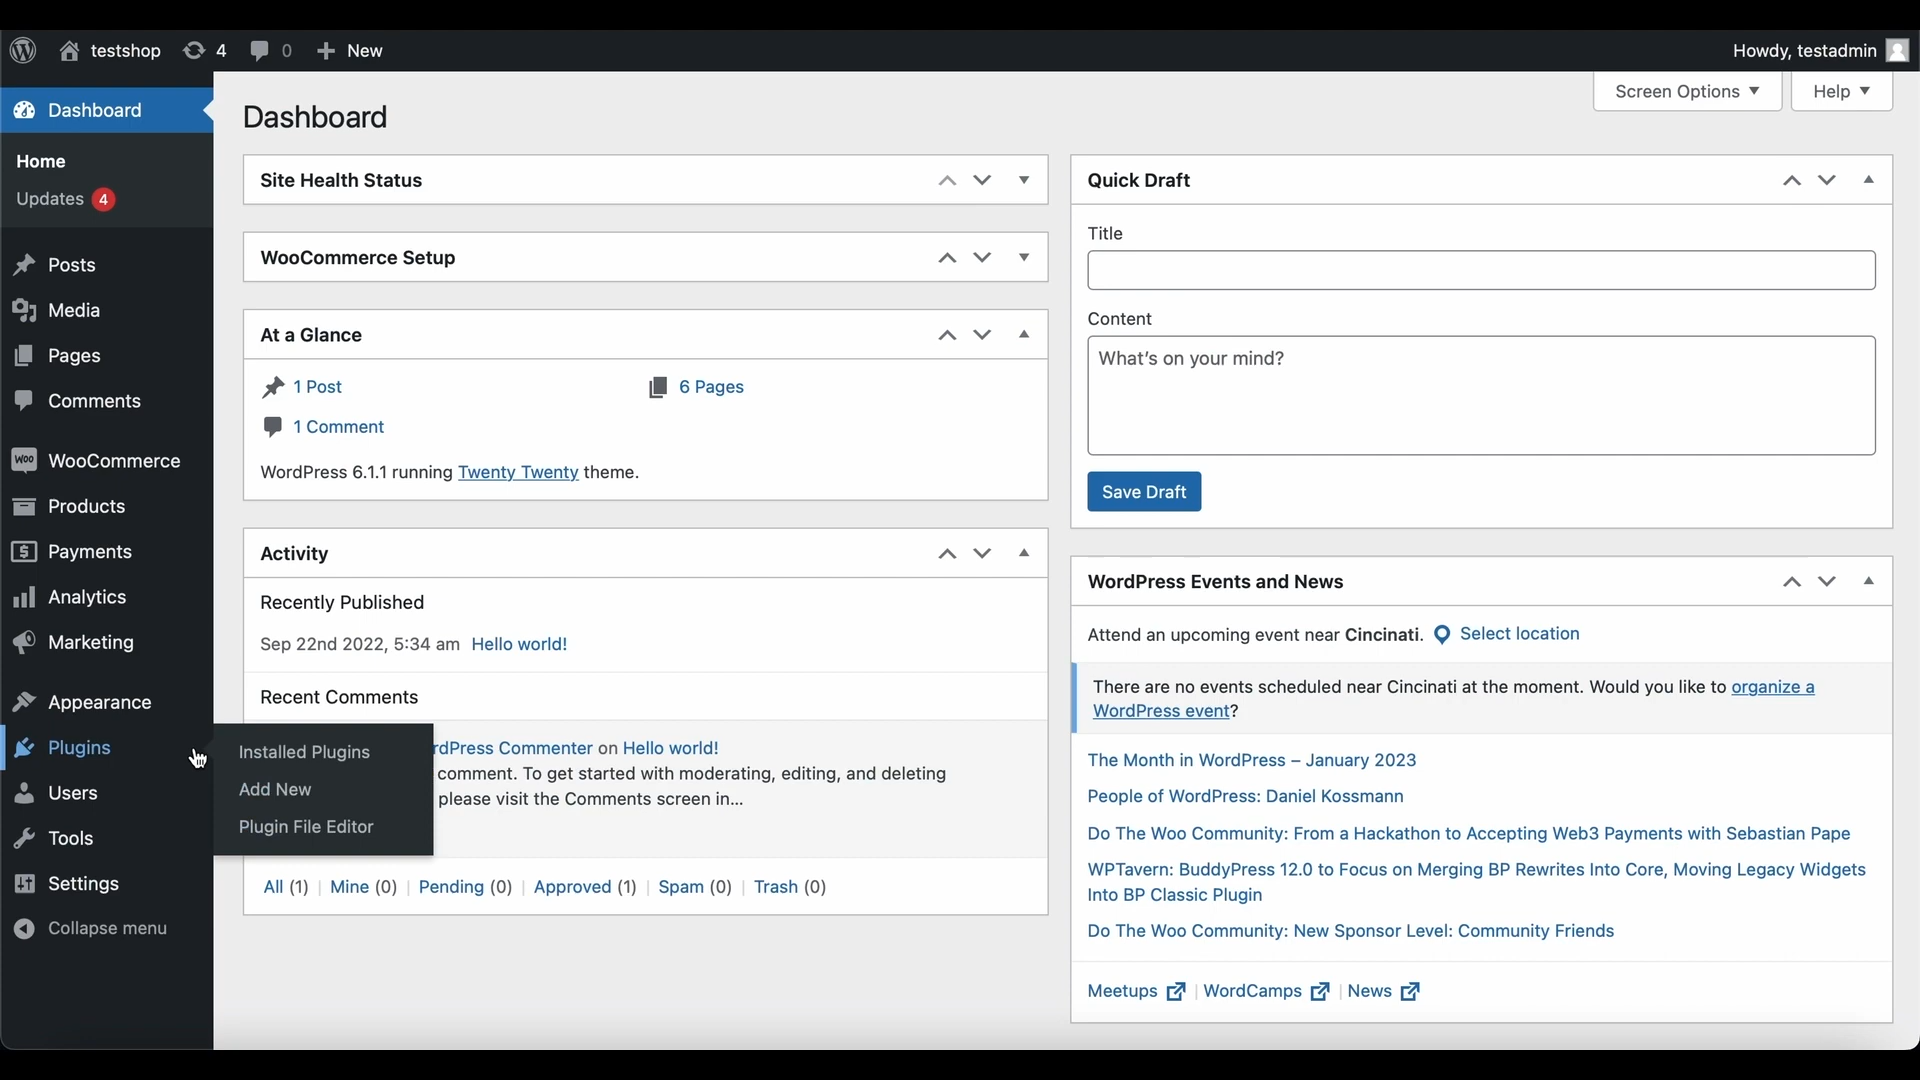 testshop
4
0
New
Howdy, testadmin
Dashboard
Home
Updates 4
Posts
Media
Pages
Comments
WooCommerce
Products
Payments
Analytics
Marketing
Appearance
Plugins
Users
Tools
Settings
Collapse menu
Installed Plugins
Add New
Plugin File Editor
Screen Options
Help
Dashboard
Site Health Status
WooCommerce Setup
At a Glance
1 Post
6 Pages
1 Comment
WordPress 6.1.1 running Twenty Twenty theme.
Activity
Recently Published
Sep 22nd 2022, 5:34 am Hello world!
Recent Comments
rdPress Commenter on Hello world!
comment. To get started with moderating, editing, and deleting
please visit the Comments screen in…
All (1) | Mine (0) | Pending (0) | Approved (1) | Spam (0) | Trash (0)
Quick Draft
Title
Content
What's on your mind?
Save Draft
WordPress Events and News
Attend an upcoming event near Cincinati. Select location
There are no events scheduled near Cincinati at the moment. Would you like to organize a
WordPress event?
The Month in WordPress – January 2023
People of WordPress: Daniel Kossmann
Do The Woo Community: From a Hackathon to Accepting Web3 Payments with Sebastian Pape
WPTavern: BuddyPress 12.0 to Focus on Merging BP Rewrites Into Core, Moving Legacy Widgets
Into BP Classic Plugin
Do The Woo Community: New Sponsor Level: Community Friends
Meetups | WordCamps | News